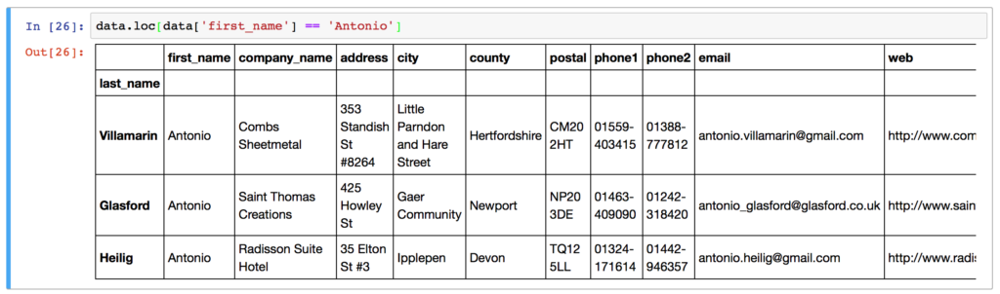 In [26]: data.loc[data['first_name'] == 'Antonio']
Out[26]:
first_name company_name address city county postal phone1 phone2 email web
last_name
Villamarin Antonio Combs Sheetmetal 353 Standish St #8264 Little Parndon and Hare Street Hertfordshire CM20 2HT 01559-403415 01388-777812 antonio.villamarin@gmail.com http://www.com
Glasford Antonio Saint Thomas Creations 425 Howley St Gaer Community Newport NP20 3DE 01463-409090 01242-318420 antonio_glasford@glasford.co.uk http://www.sain
Heilig Antonio Radisson Suite Hotel 35 Elton St #3 Ipplepen Devon TQ12 5LL 01324-171614 01442-946357 antonio.heilig@gmail.com http://www.radis